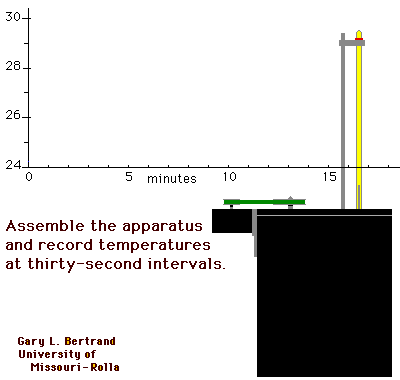 30
28
26
24
0 5 minutes 10 15
Assemble the apparatus
and record temperatures
at thirty-second intervals.
Gary L. Bertrand
University of
Missouri-Rolla